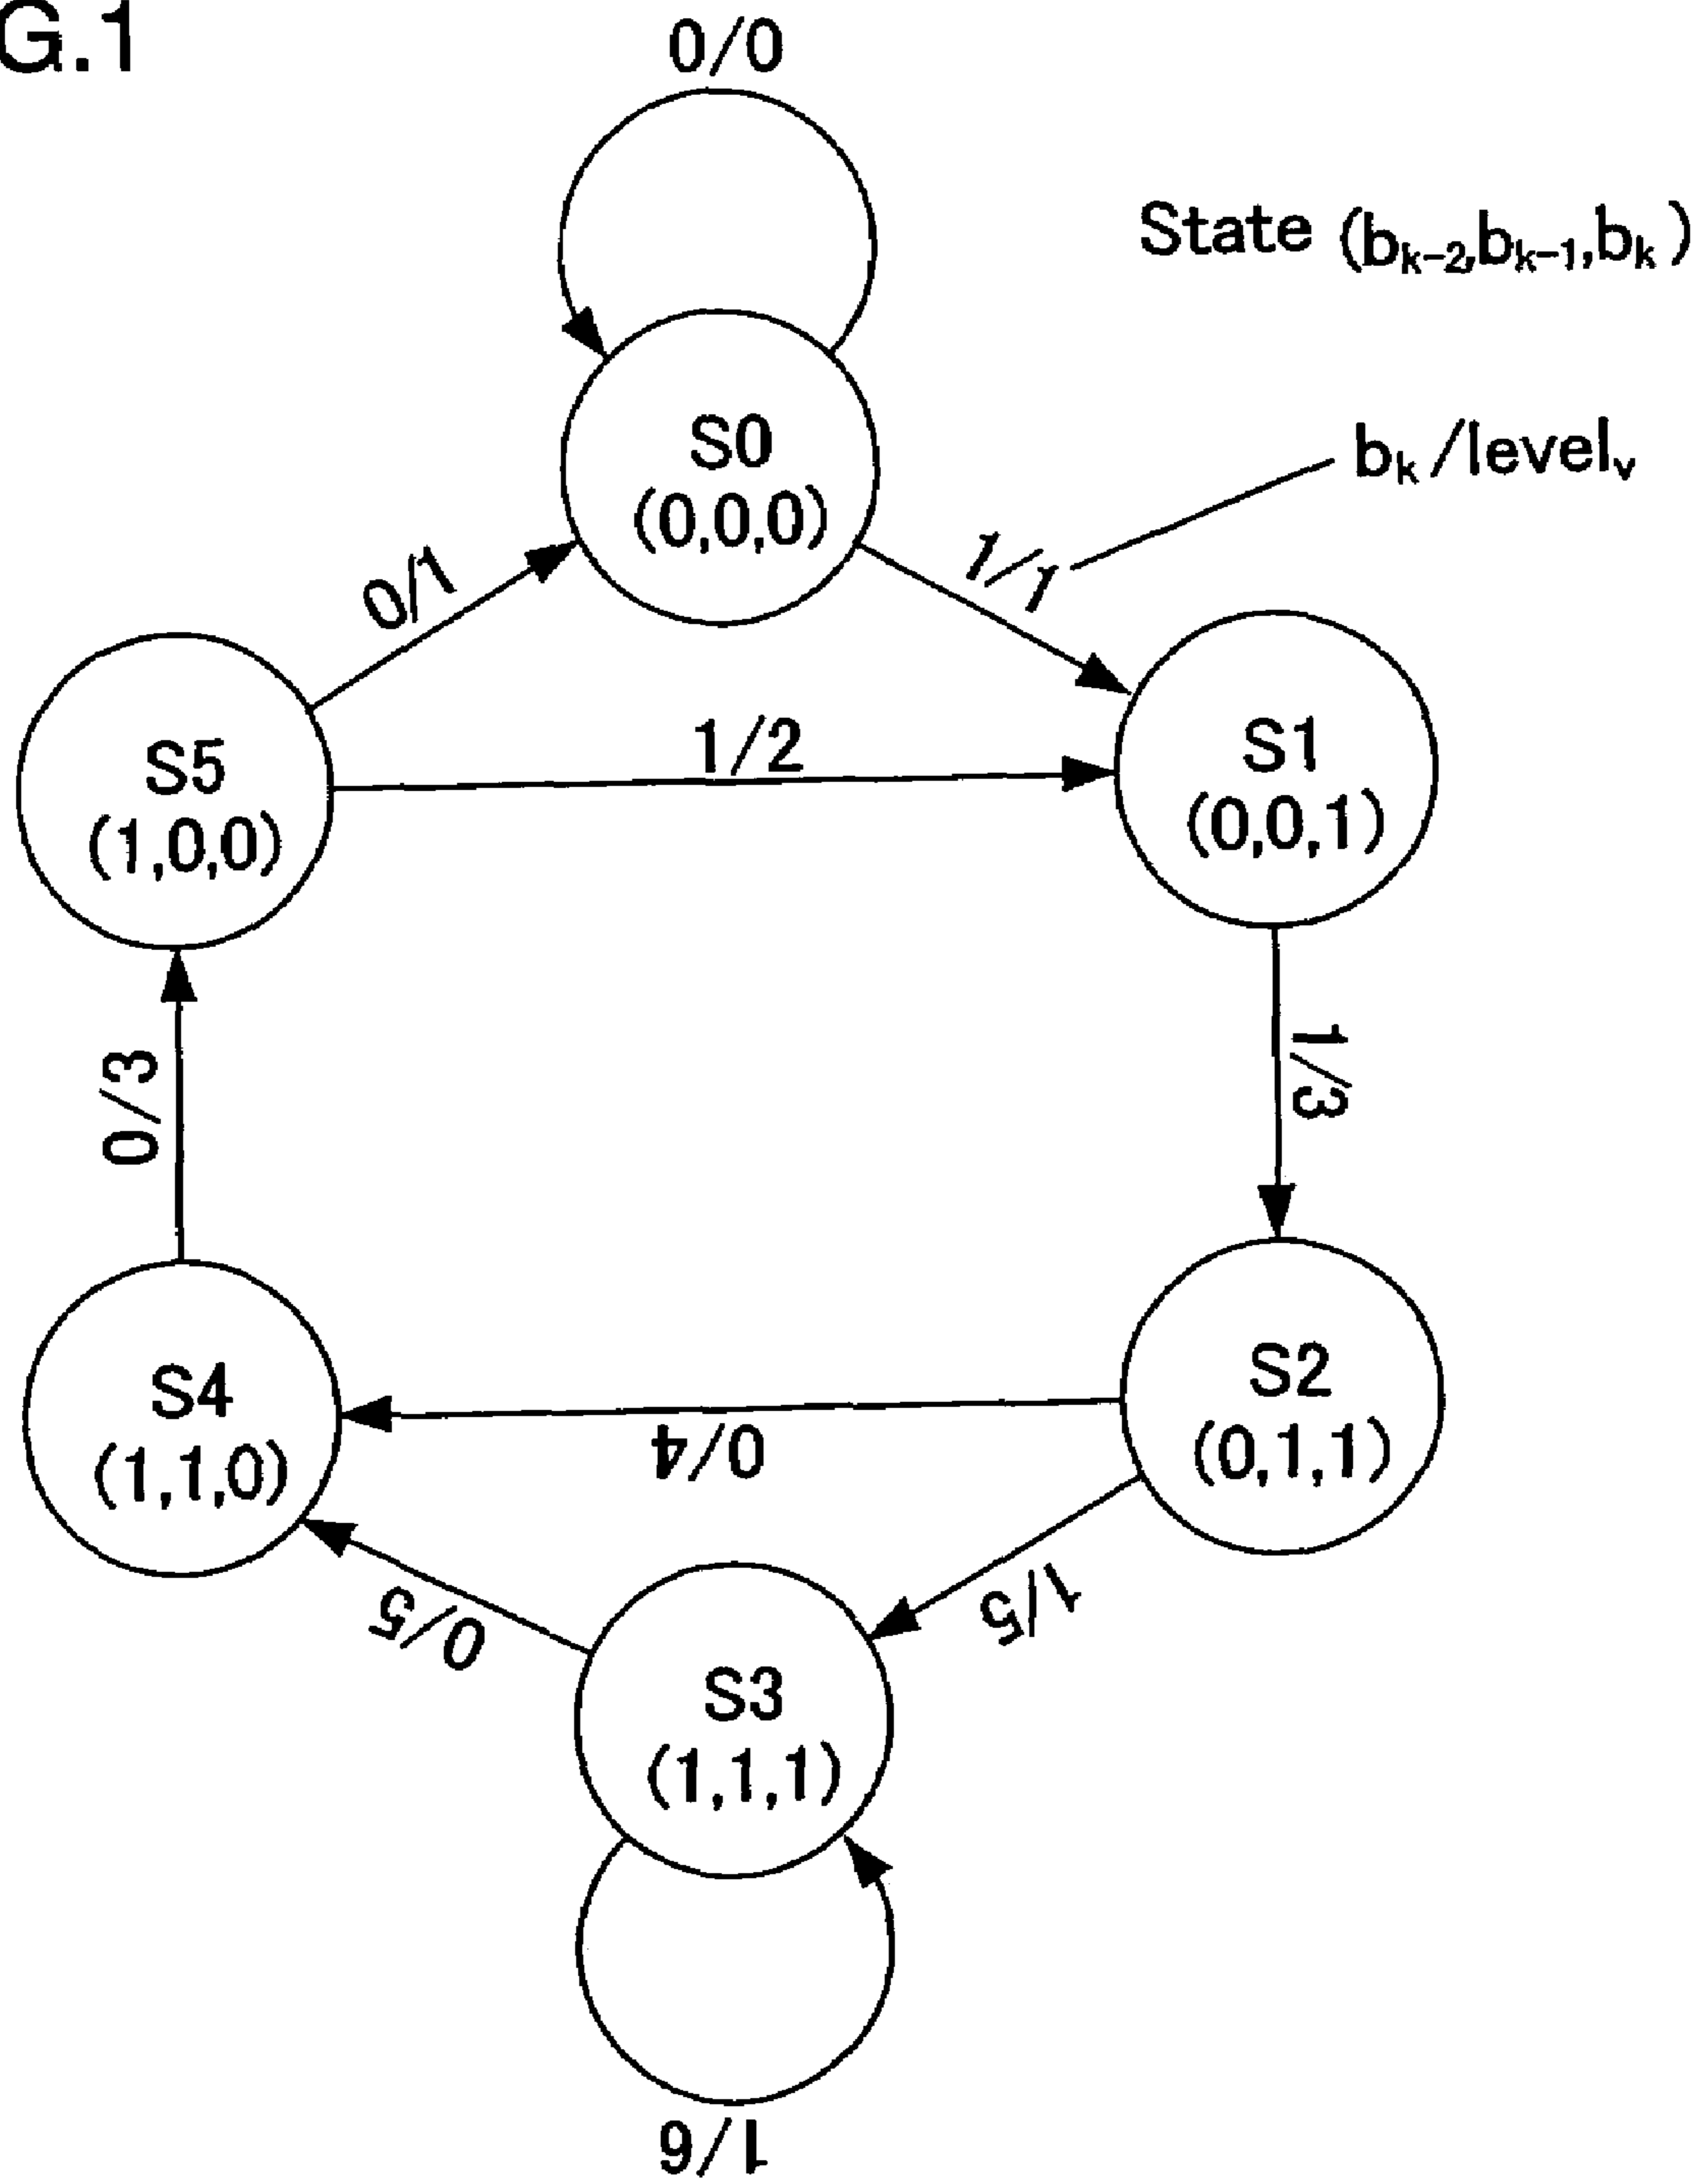 G.1
0/0
State (bk-2,bk-1,bk)
S0
(0,0,0)
bk/levelv
1/1
0/1
1/2
S5
(1,0,0)
S1
(0,0,1)
0/3
1/3
S4
(1,1,0)
S2
(0,1,1)
0/4
0/5
1/5
S3
(1,1,1)
1/6